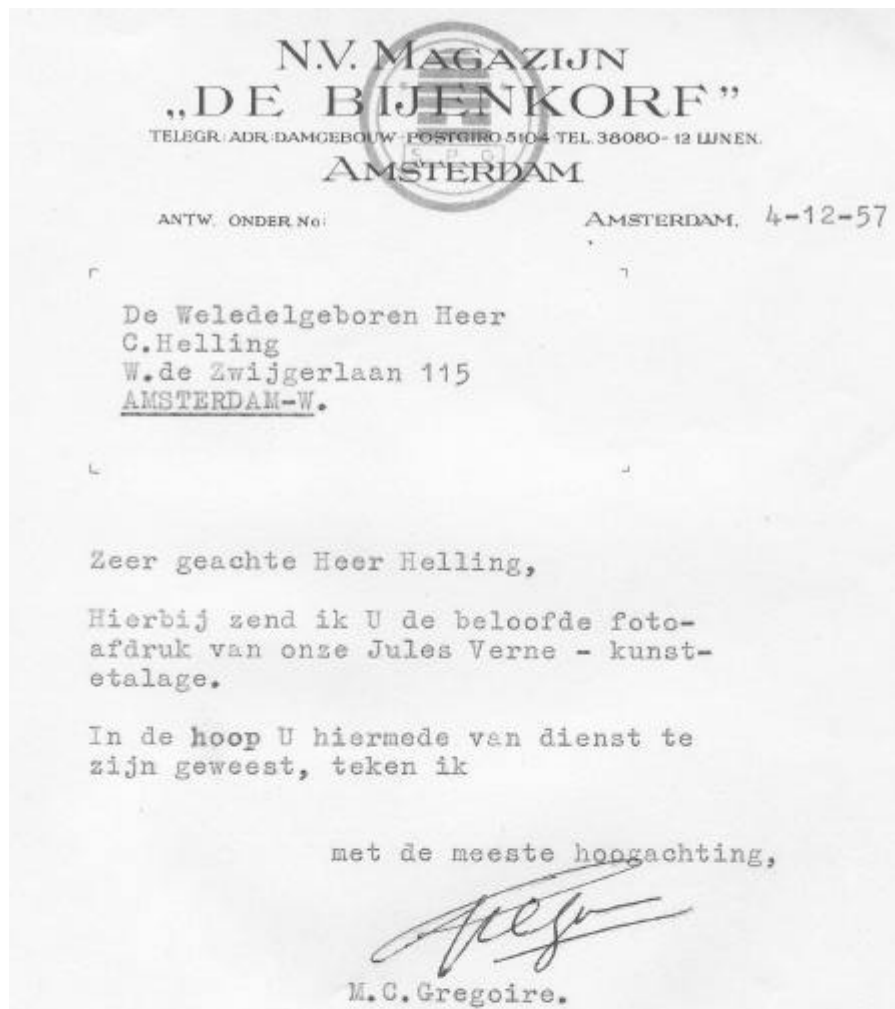 N.V. MAGAZIJN
„DE BIJENKORF”
TELEGR. ADR. DAMGEBOUW - POSTGIRO 5104 - TEL. 38080 - 12 LIJNEN.
S P Q
AMSTERDAM
ANTW. ONDER No: AMSTERDAM. 4-12-57
De Weledelgeboren Heer
C.Helling
W.de Zwijgerlaan 115
AMSTERDAM-W.
Zeer geachte Heer Helling,
Hierbij zend ik U de beloofde foto-
afdruk van onze Jules Verne - kunst-
etalage.
In de hoop U hiermede van dienst te
zijn geweest, teken ik
met de meeste hoogachting,
M.C.Gregoire.